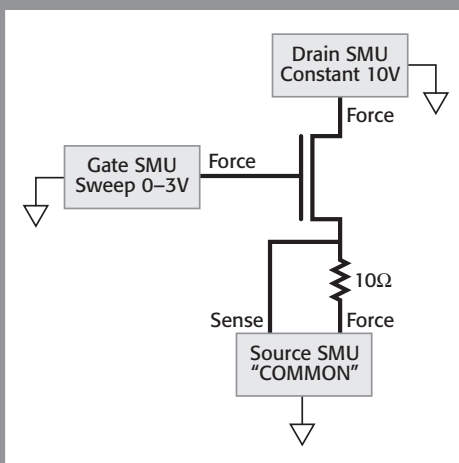 Drain SMU
Constant 10V
Force
Gate SMU
Sweep 0–3V
Force
10Ω
Sense
Force
Source SMU
“COMMON”